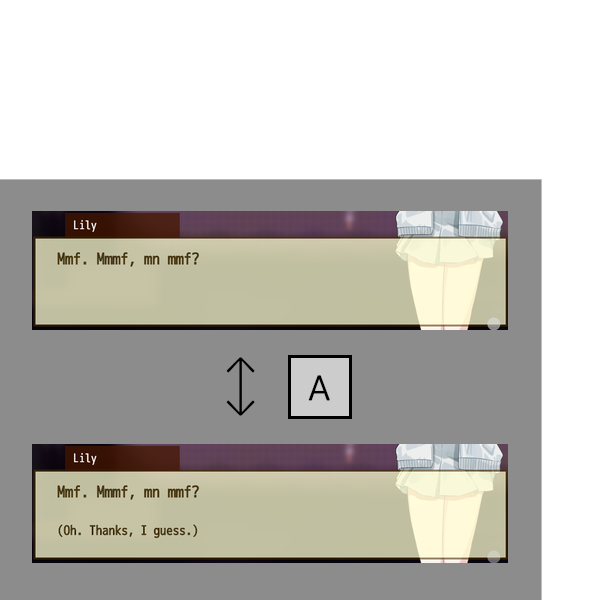 Lily
Mmf. Mmmf, mn mmf?
A
Lily
Mmf. Mmmf, mn mmf?
(Oh. Thanks, I guess.)